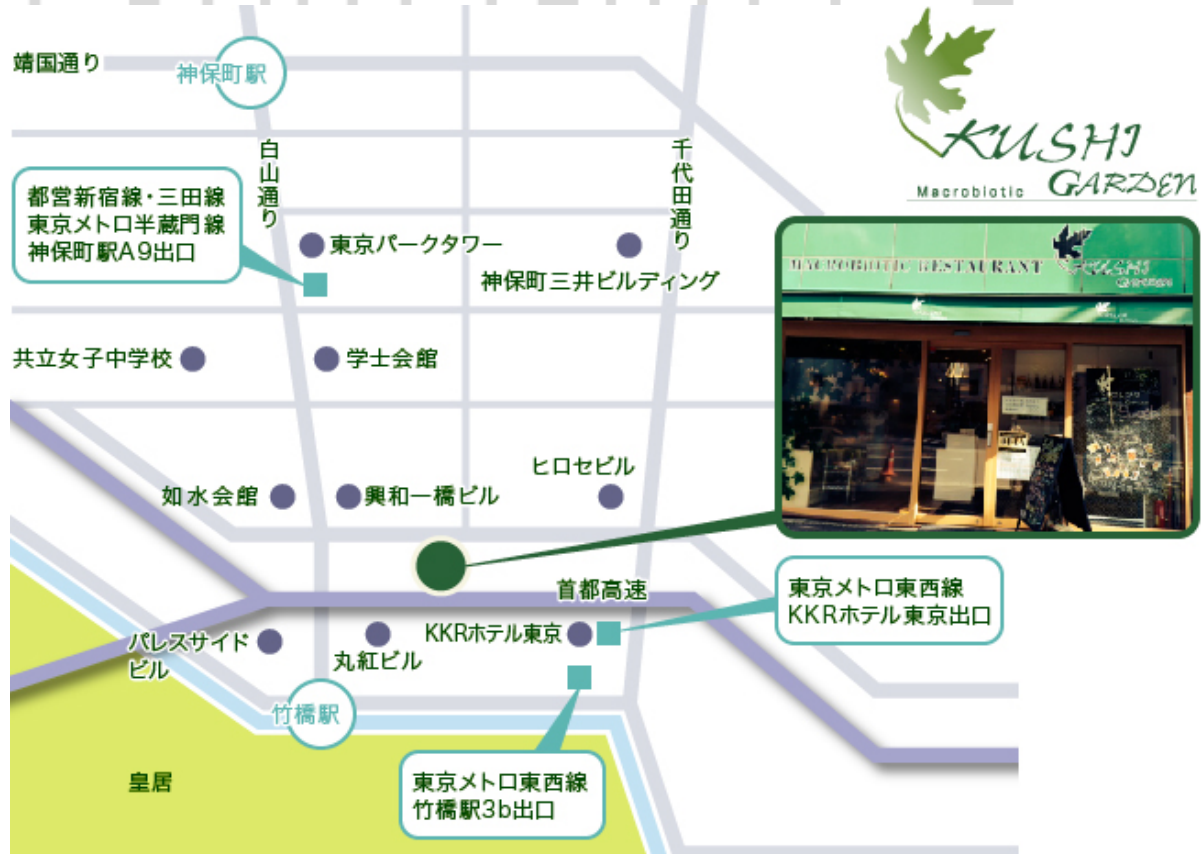 靖国通り
神保町駅
KUSHI
GARDEN
Macrobiotic
白山通り
千代田通り
都営新宿線・三田線
東京メトロ半蔵門線
神保町駅A9出口
東京パークタワー
神保町三井ビルディング
MACROBIOTIC RESTAURANT
KUSHI
共立女子中学校
学士会館
ヒロセビル
如水会館
興和一橋ビル
首都高速
東京メトロ東西線
KKRホテル東京出口
パレスサイド
ビル
丸紅ビル
KKRホテル東京
竹橋駅
東京メトロ東西線
竹橋駅3b出口
皇居